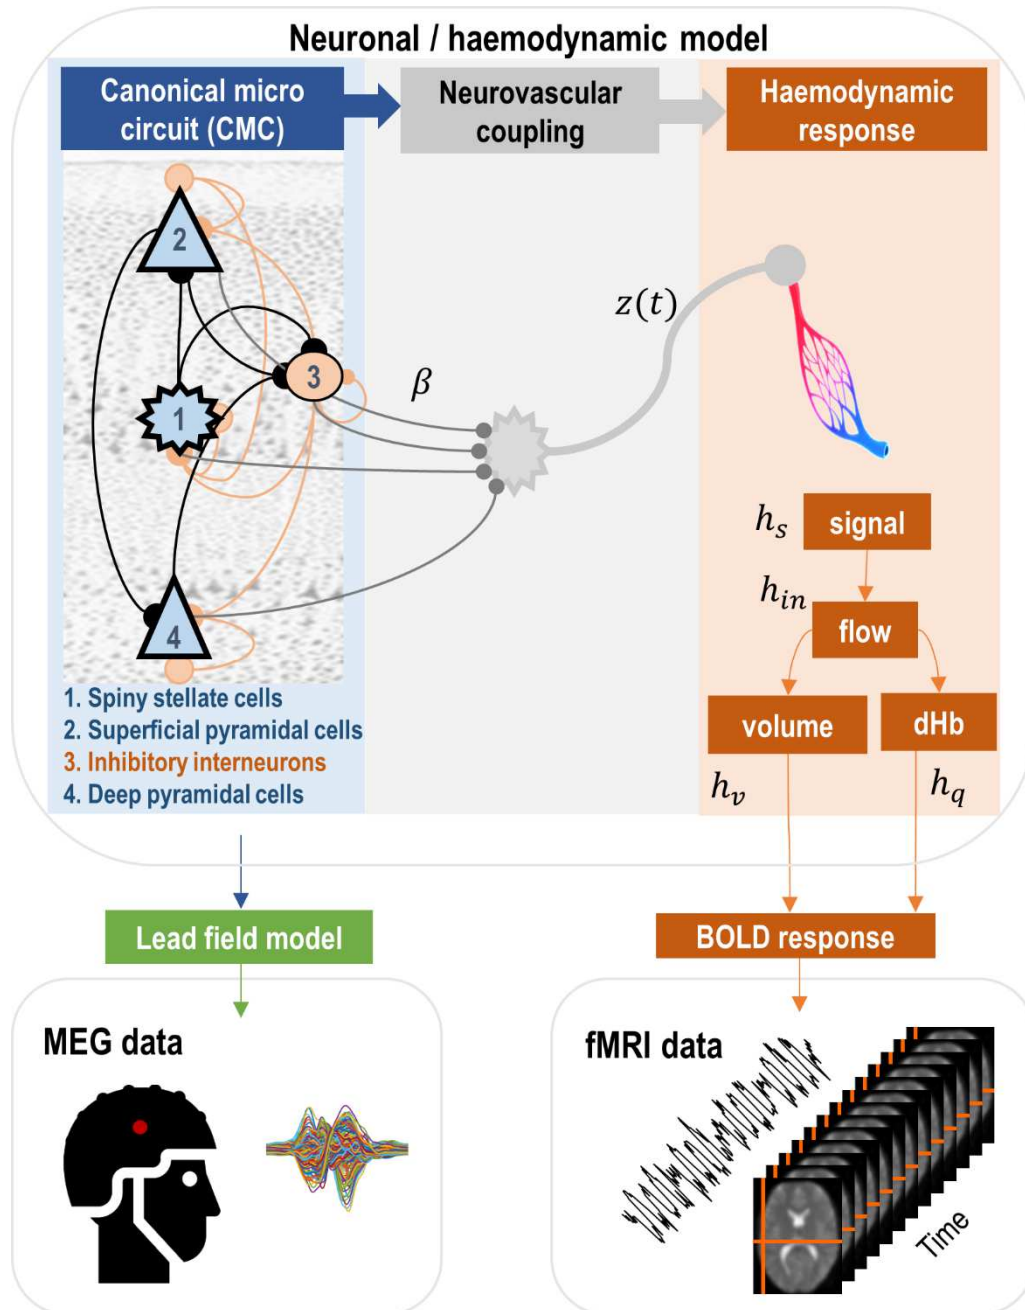 Neuronal / haemodynamic model
Canonical micro
circuit (CMC)
Neurovascular
coupling
Haemodynamic
response
2
3
1
4
β
z(t)
h_s
signal
h_{in}
flow
volume
dHb
h_v
h_q
1. Spiny stellate cells
2. Superficial pyramidal cells
3. Inhibitory interneurons
4. Deep pyramidal cells
Lead field model
BOLD response
MEG data
fMRI data
Time